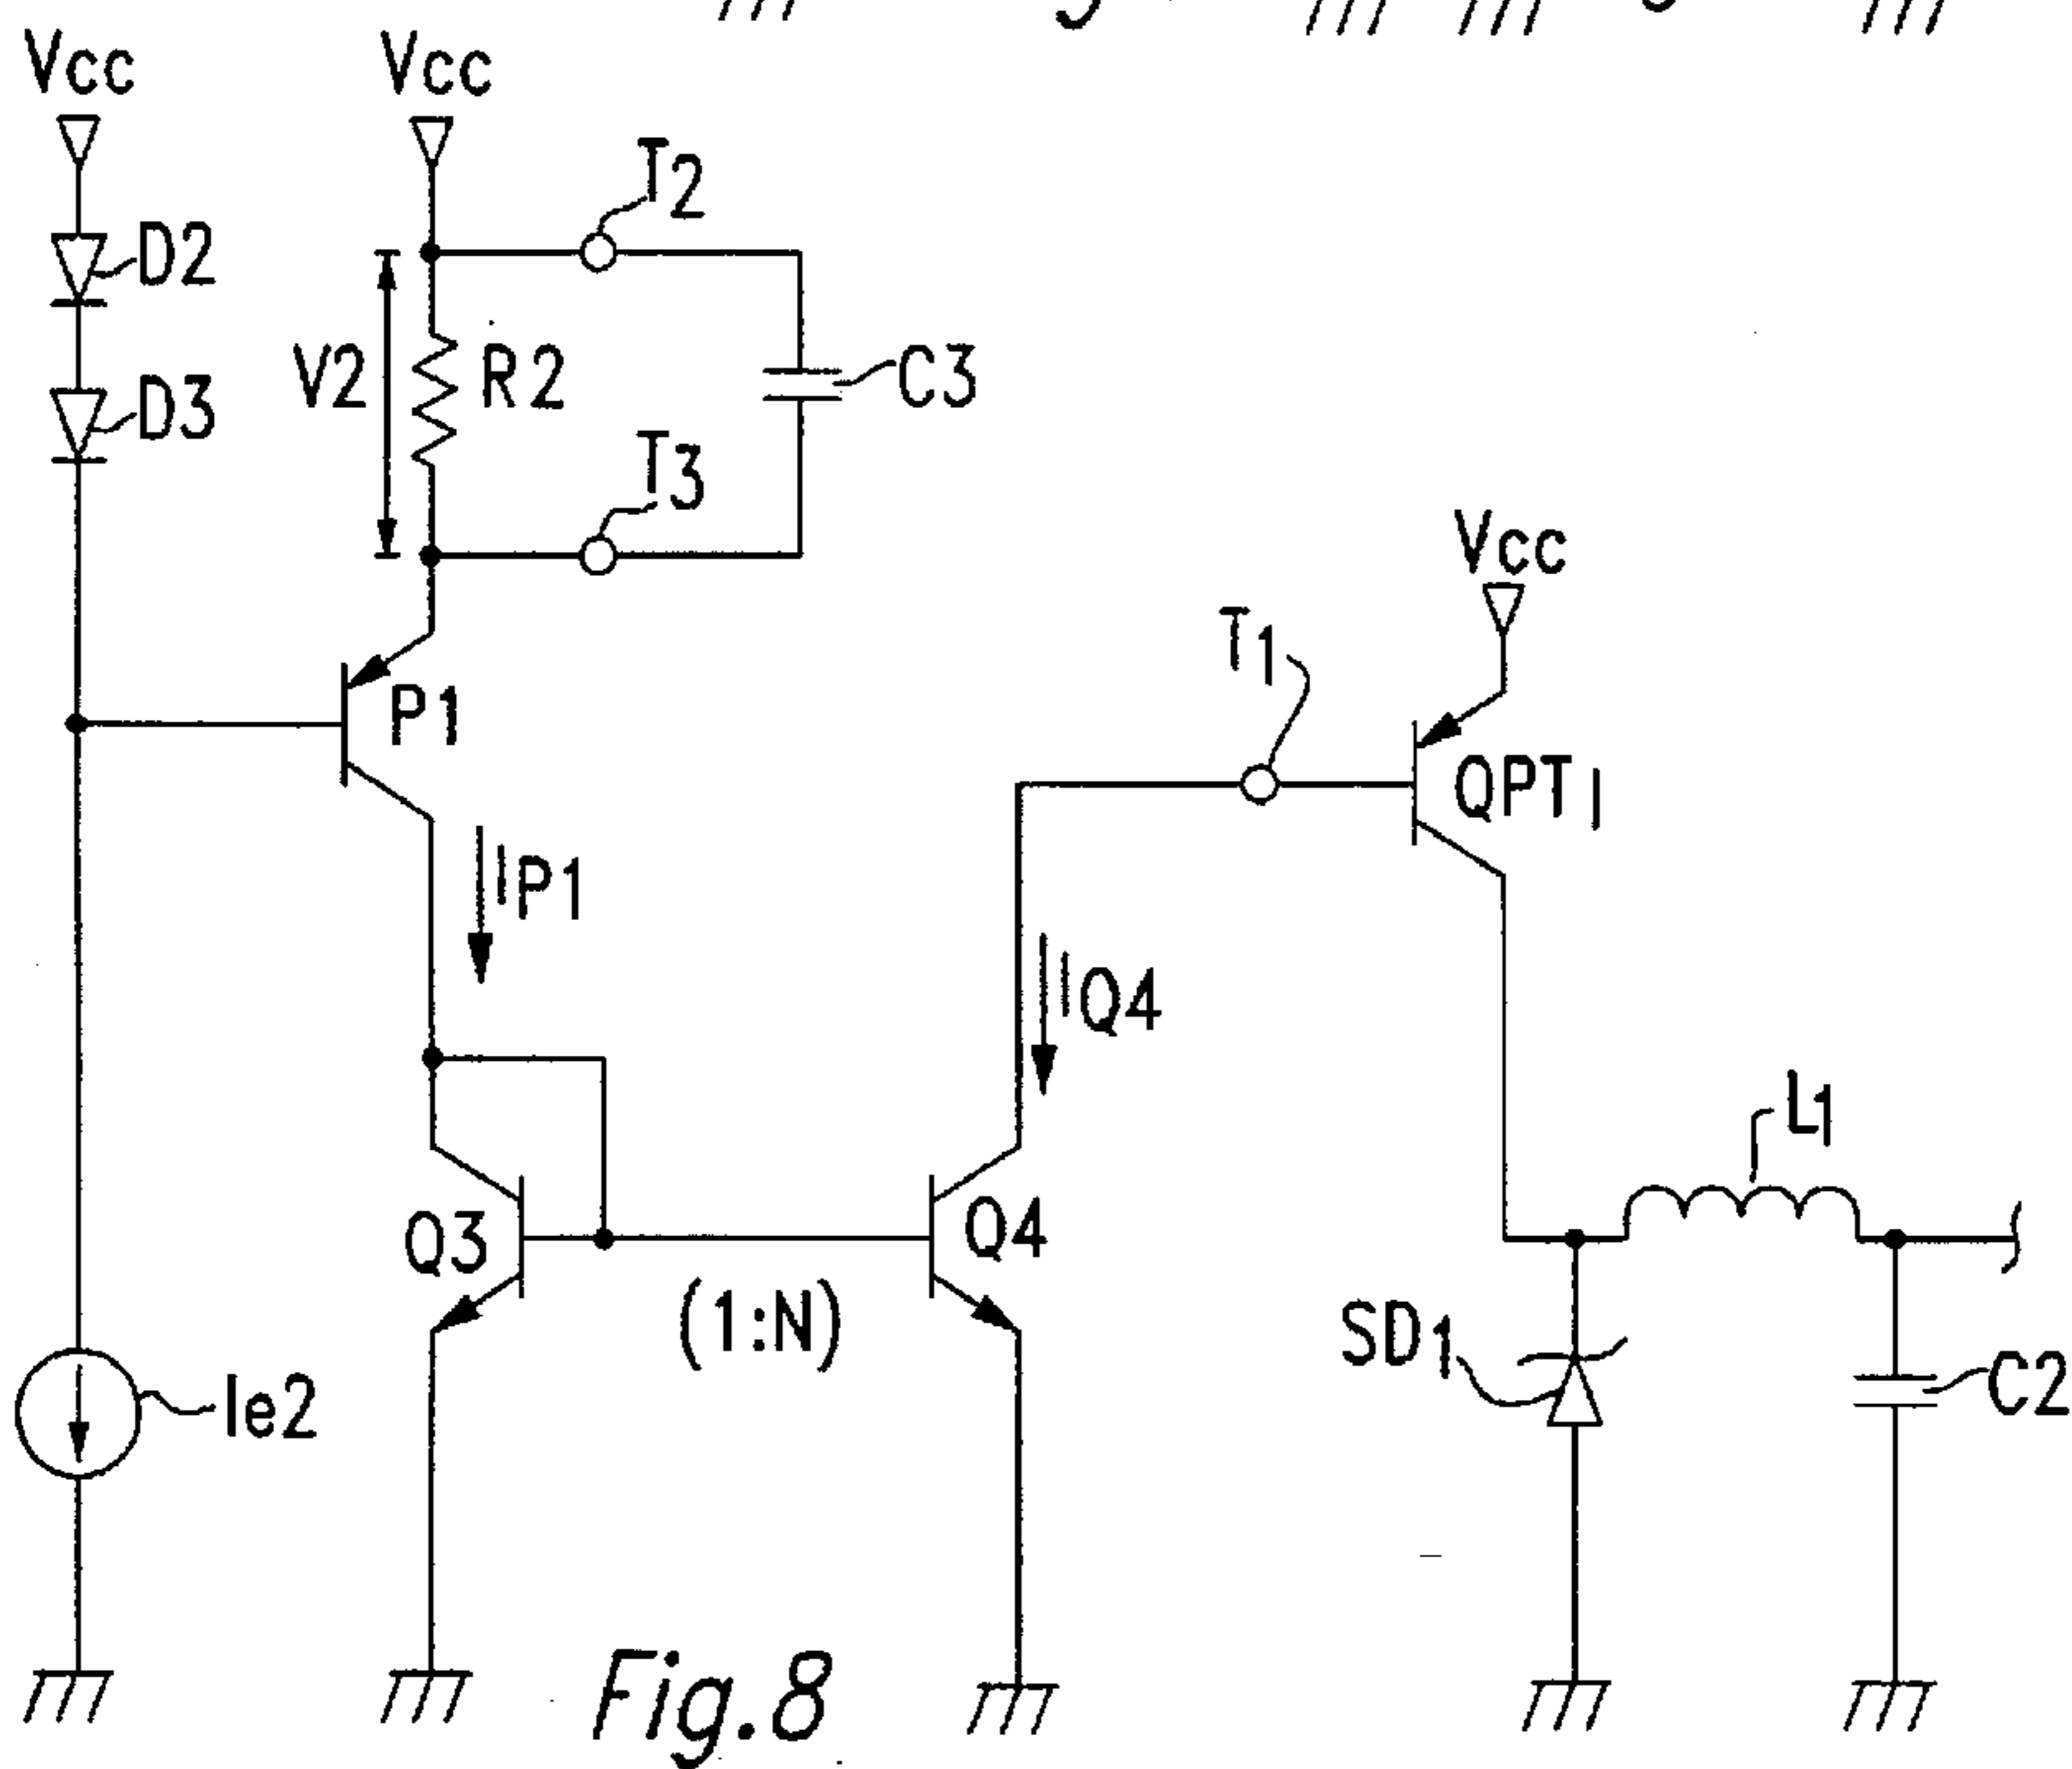 Vcc
Vcc
T2
D2
V2
R2
C3
D3
T3
Vcc
T1
P1
QPT1
IP1
IQ4
L1
Q3
Q4
(1:N)
SD1
C2
Ie2
Fig.8